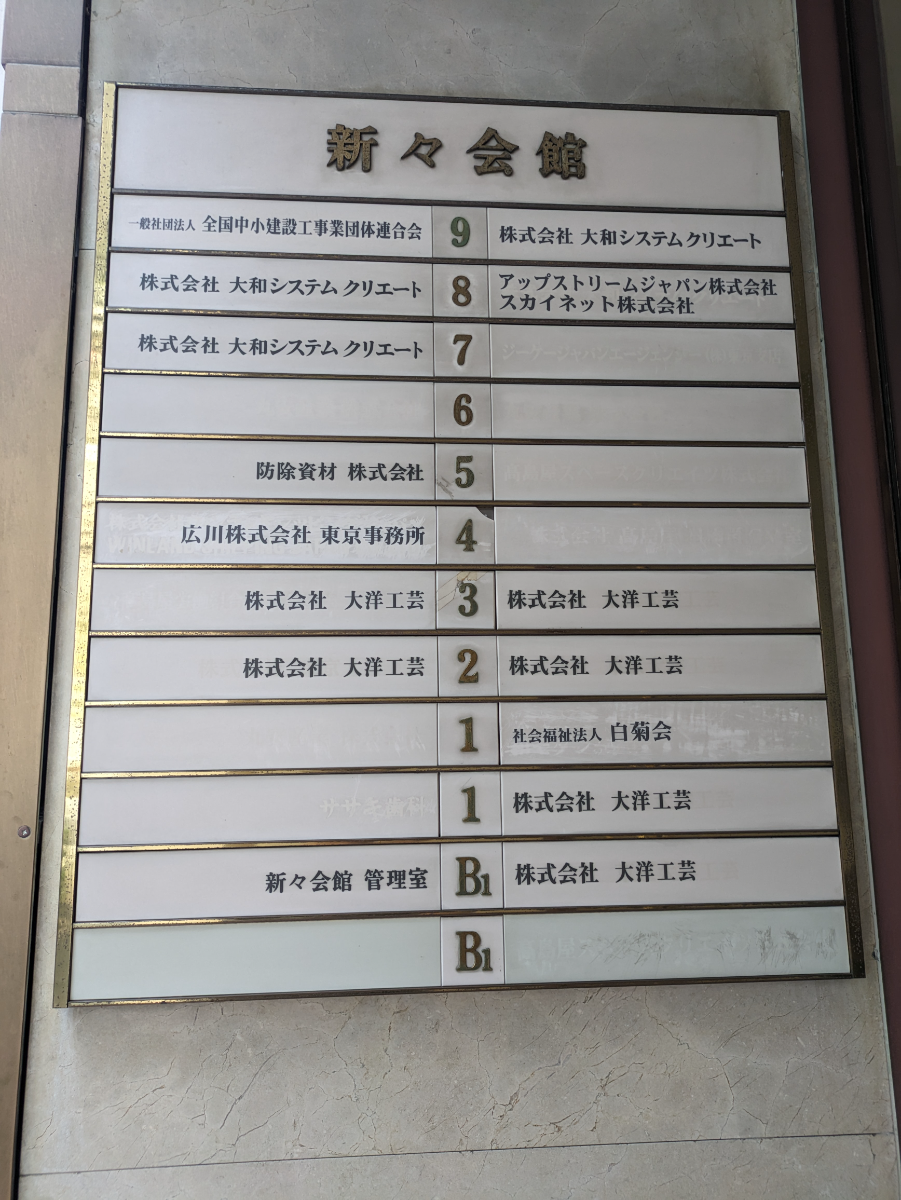 新々会館
一般社団法人 全国中小建設工事業団体連合会 9 株式会社 大和システムクリエート
株式会社 大和システムクリエート 8 アップストリームジャパン株式会社
スカイネット株式会社
株式会社 大和システムクリエート 7
6
防除資材 株式会社 5
広川株式会社 東京事務所 4
株式会社 大洋工芸 3 株式会社 大洋工芸
株式会社 大洋工芸 2 株式会社 大洋工芸
1 社会福祉法人 白菊会
1 株式会社 大洋工芸
新々会館 管理室 B1 株式会社 大洋工芸
B1